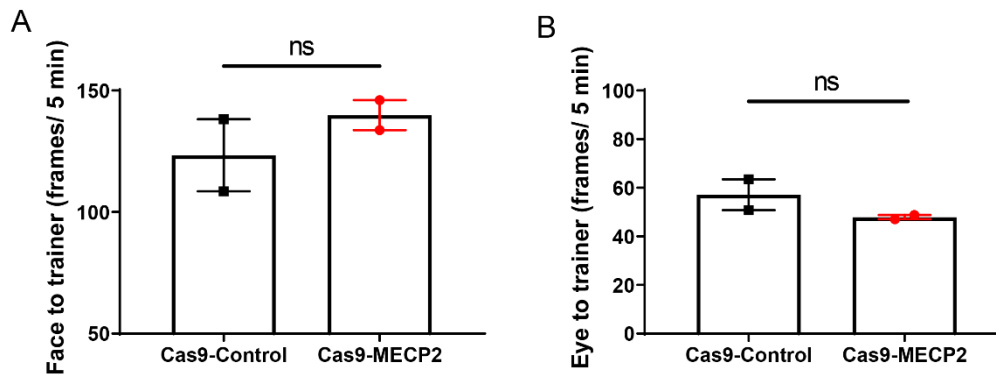 A
Face to trainer (frames/ 5 min)
ns
150
100
50
Cas9-Control
Cas9-MECP2
B
Eye to trainer (frames/ 5 min)
ns
100
80
60
40
20
0
Cas9-Control
Cas9-MECP2